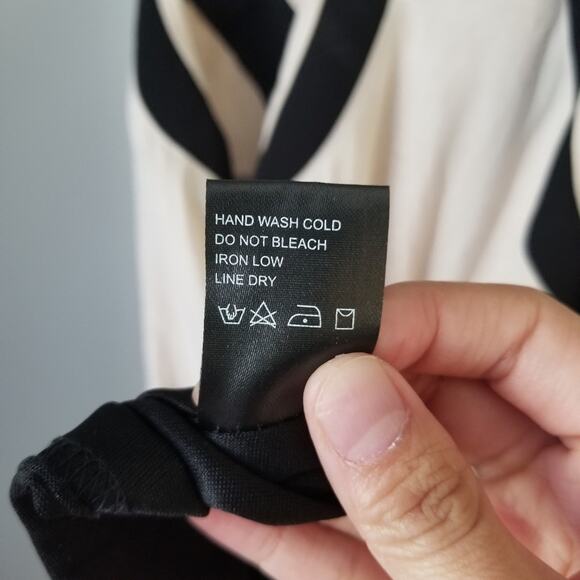 HAND WASH COLD
DO NOT BLEACH
IRON LOW
LINE DRY